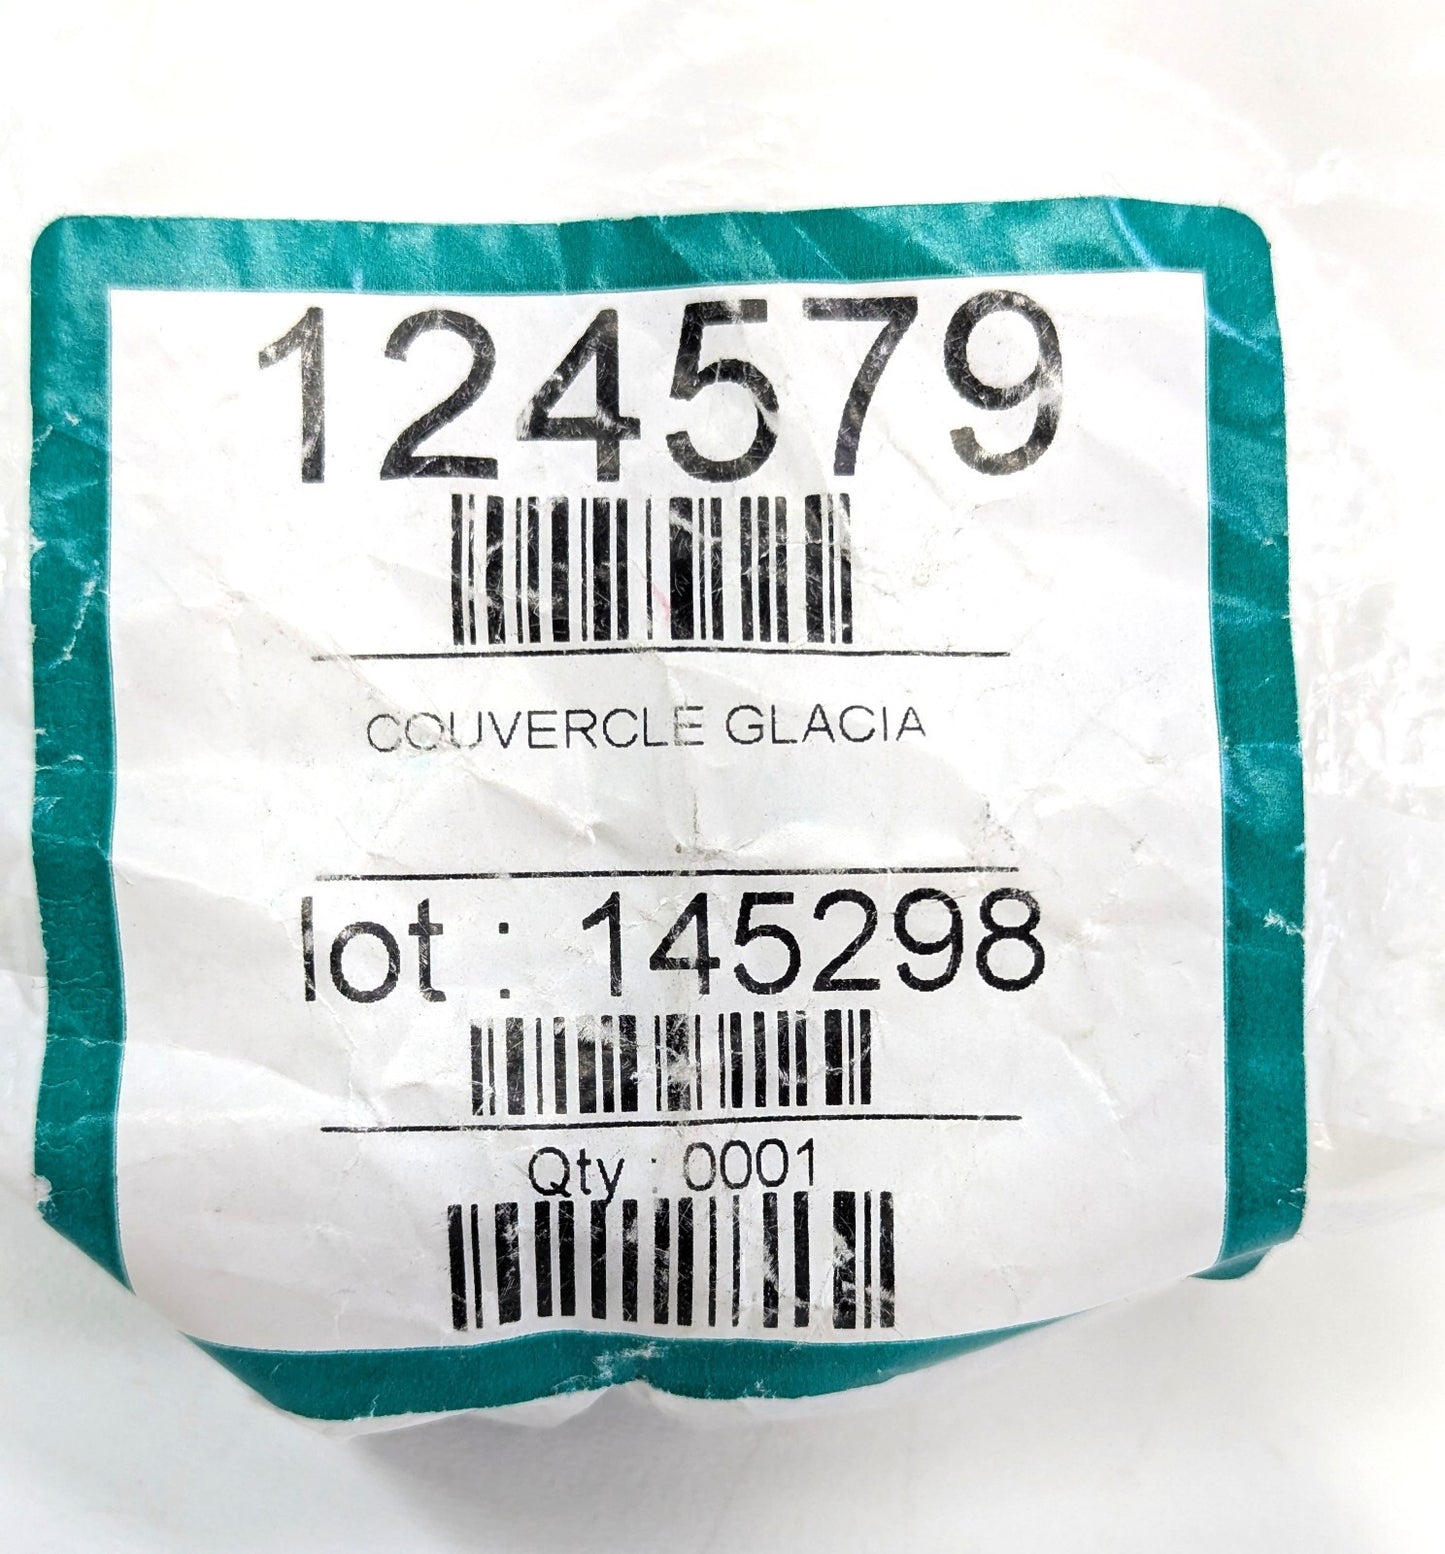 124579
COUVERCLE GLACIA
lot : 145298
Qty : 0001